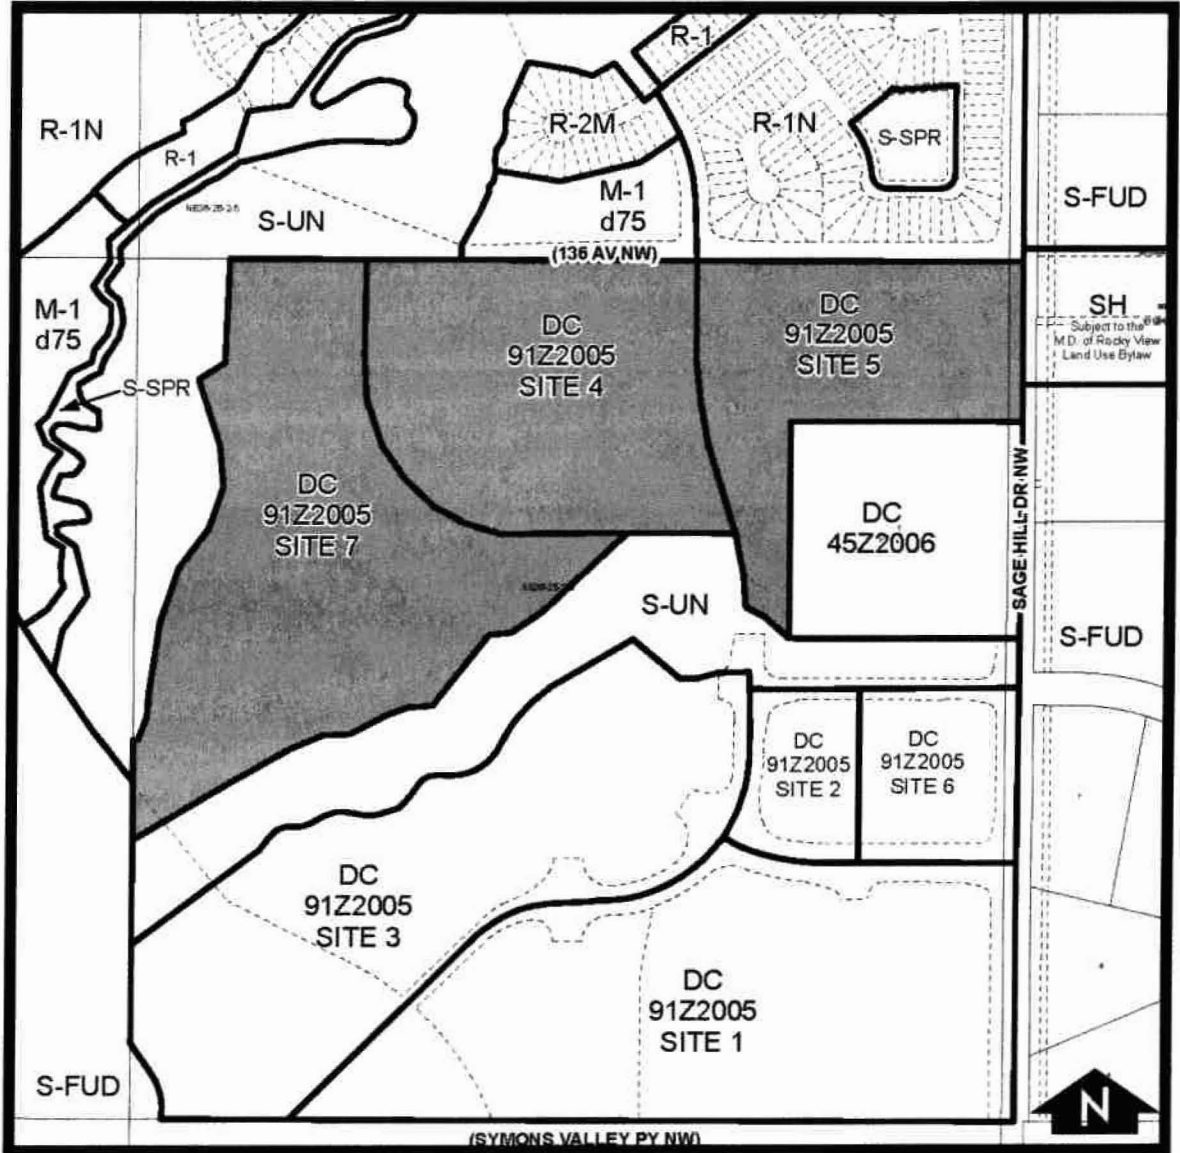 R-1
R-1N
R-2M
R-1N
S-SPR
R-1
M-1
d75
S-FUD
S-UN
(136 AV NW)
M-1
d75
DC
91Z2005
SITE 4
DC
91Z2005
SITE 5
SH
Subject to the
M.D. of Rocky View
Land Use Bylaw
S-SPR
DC
91Z2005
SITE 7
DC
45Z2006
SAGE HILL DR NW
S-UN
S-FUD
DC
91Z2005
SITE 2
DC
91Z2005
SITE 6
DC
91Z2005
SITE 3
DC
91Z2005
SITE 1
S-FUD
N
(SYMONS VALLEY PY NW)